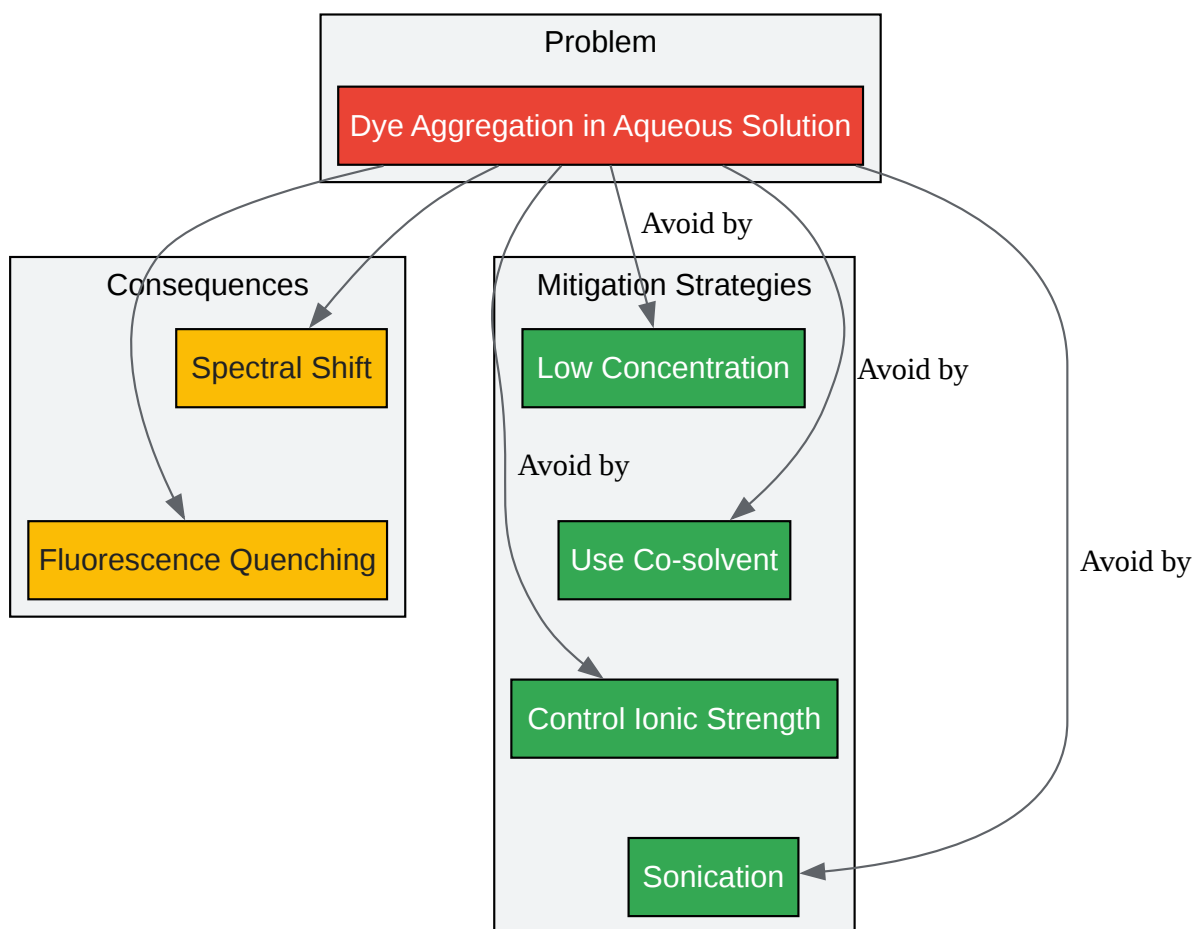 Problem
Dye Aggregation in Aqueous Solution
Avoid by
Consequences
Mitigation Strategies
Spectral Shift
Low Concentration
Avoid by
Avoid by
Fluorescence Quenching
Use Co-solvent
Avoid by
Control Ionic Strength
Sonication